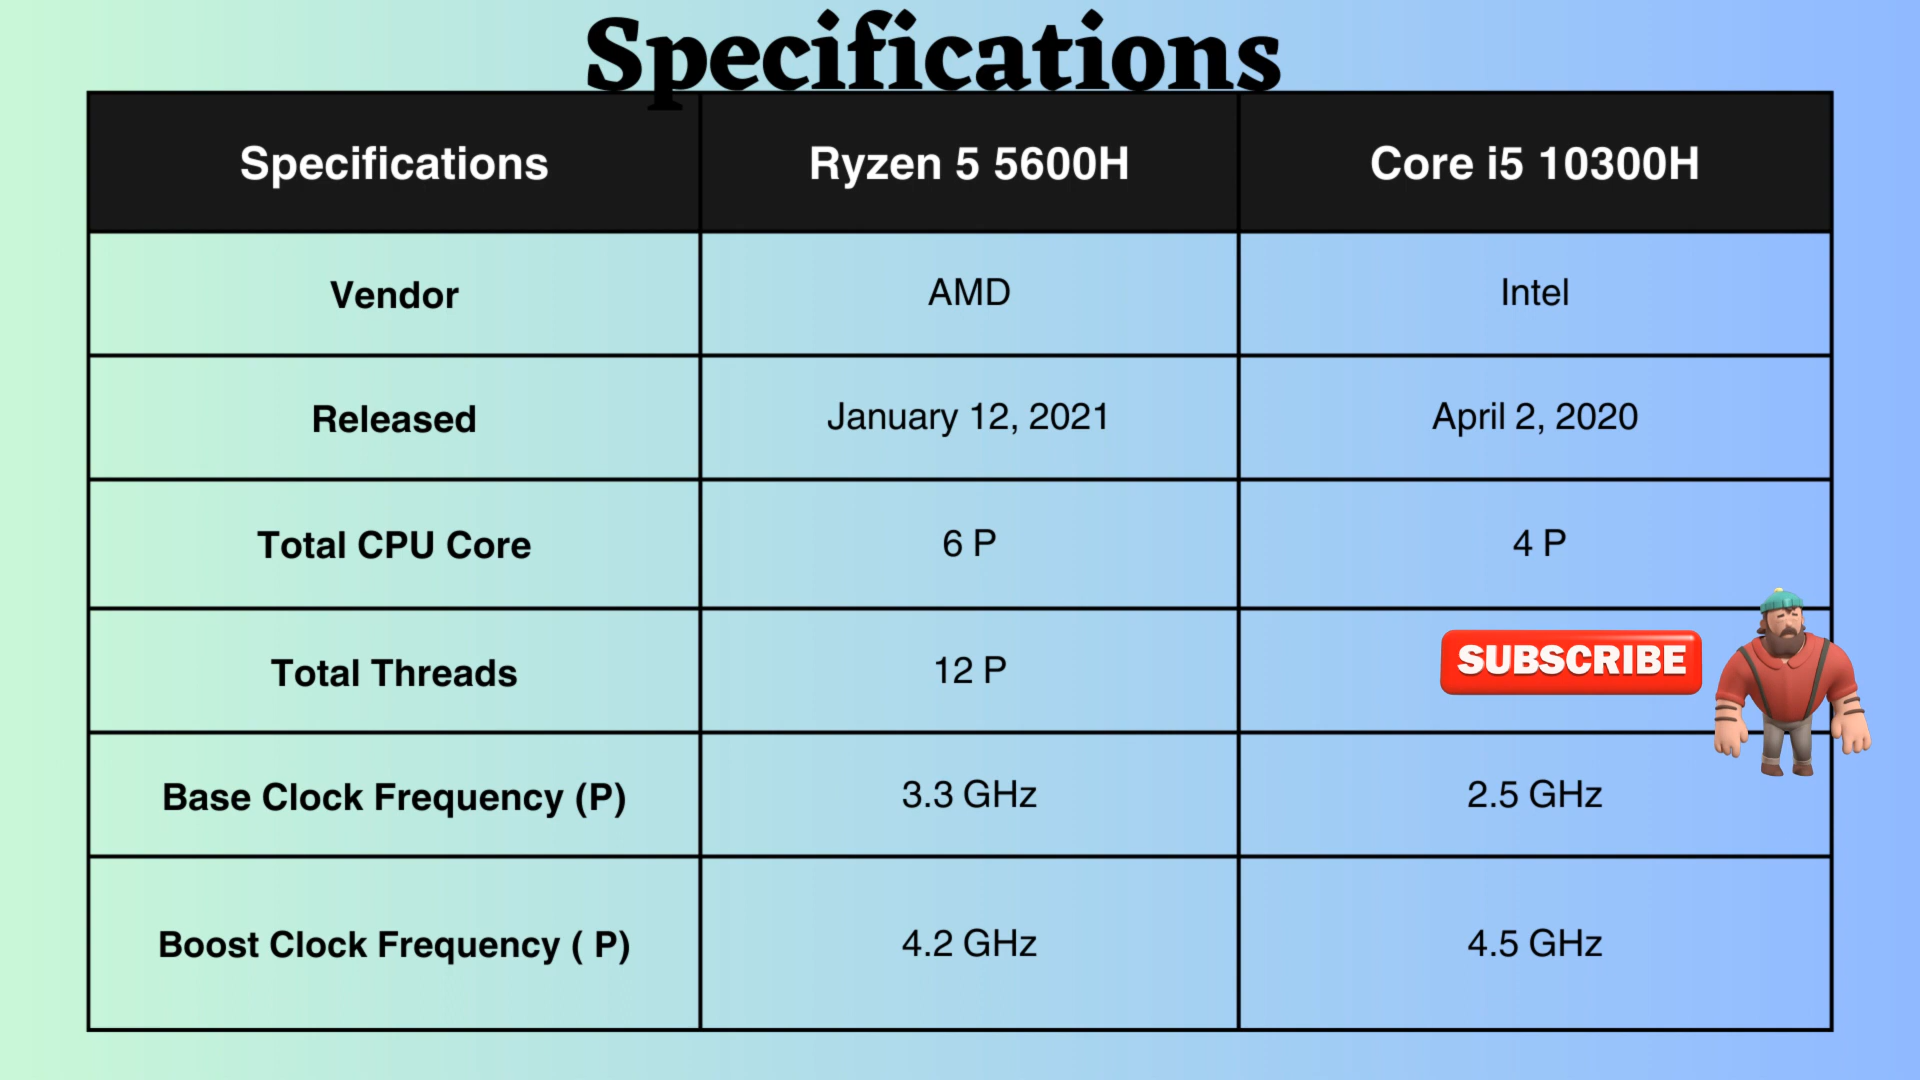 Specifications
Specifications Ryzen 5 5600H Core i5 10300H
Vendor AMD Intel
Released January 12, 2021 April 2, 2020
Total CPU Core 6 P 4 P
Total Threads 12 P SUBSCRIBE
Base Clock Frequency (P) 3.3 GHz 2.5 GHz
Boost Clock Frequency ( P) 4.2 GHz 4.5 GHz